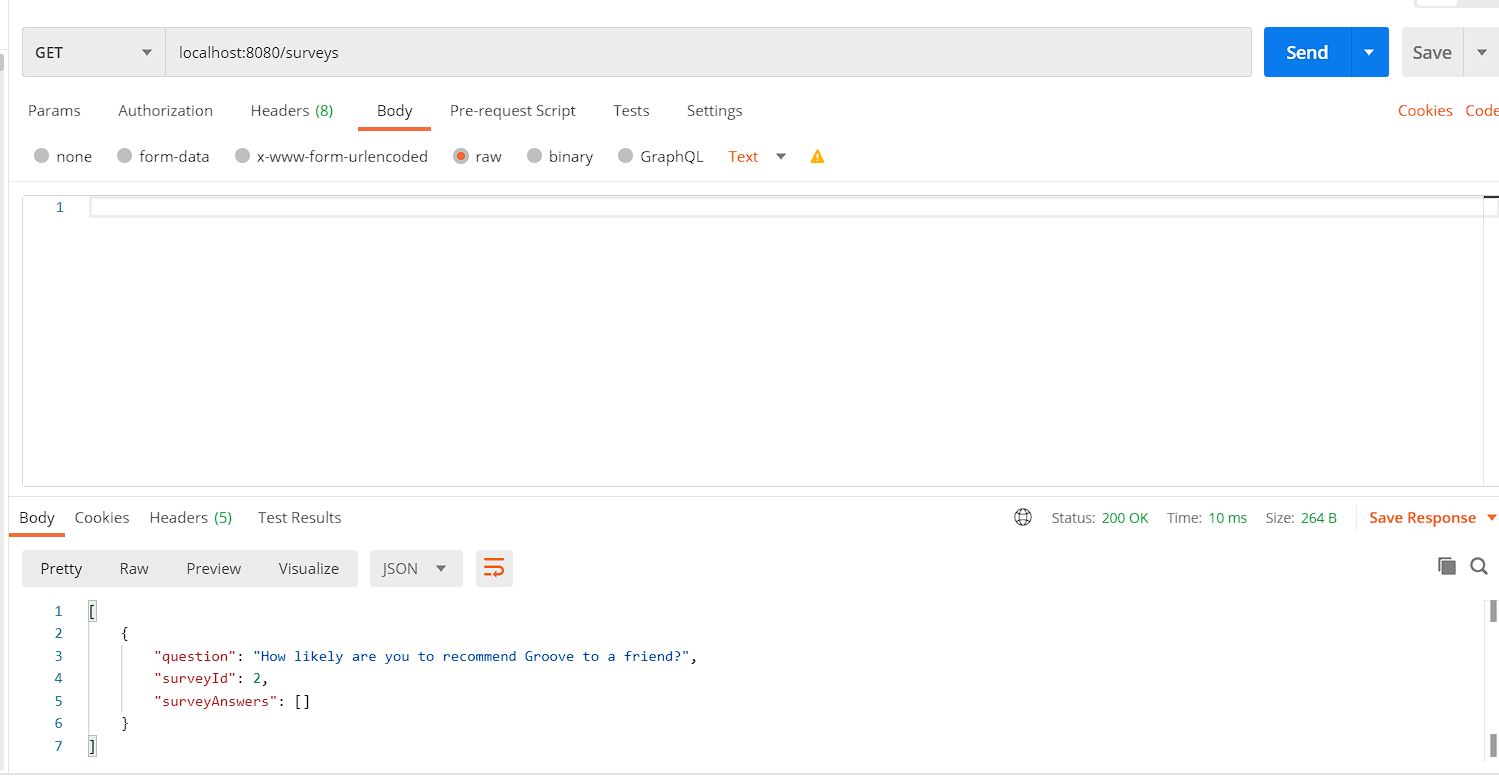 GET localhost:8080/surveys Send Save
Params Authorization Headers (8) Body Pre-request Script Tests Settings Cookies Code
none form-data x-www-form-urlencoded raw binary GraphQL Text
1
Body Cookies Headers (5) Test Results Status: 200 OK Time: 10 ms Size: 264 B Save Response
Pretty Raw Preview Visualize JSON
1 [
2 {
3 "question": "How likely are you to recommend Groove to a friend?",
4 "surveyId": 2,
5 "surveyAnswers": []
6 }
7 ]